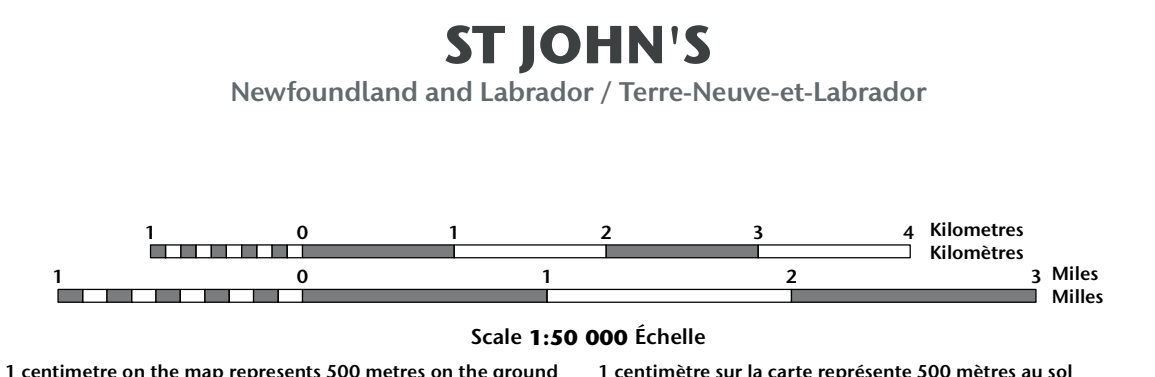 ST JOHN'S
Newfoundland and Labrador / Terre-Neuve-et-Labrador
1 0 1 2 3 4 Kilometres
Kilomètres
1 0 1 2 3 Miles
Milles
Scale 1:50 000 Échelle
1 centimetre on the map represents 500 metres on the ground 1 centimètre sur la carte représente 500 mètres au sol